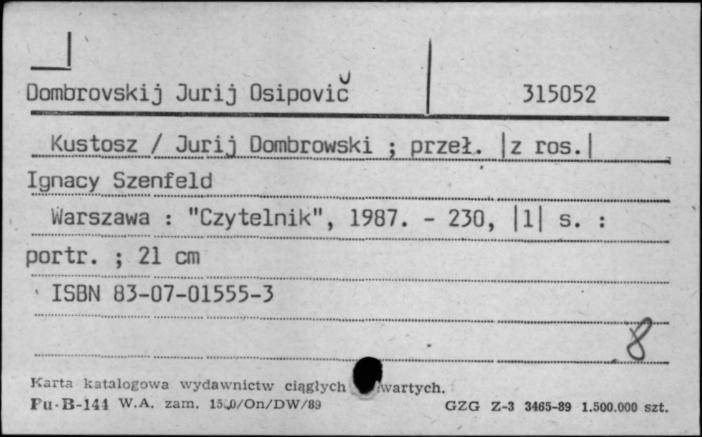 Dombrovskij Jurij Osipovič 315052
Kustosz / Jurij Dombrowski ; przeł. |z ros.|
Ignacy Szenfeld
Warszawa : "Czytelnik", 1987. - 230, |1| s. :
portr. ; 21 cm
ISBN 83-07-01555-3
8
Karta katalogowa wydawnictw ciągłych
Pu-B-144 W.A. zam. /On/DW/89 GZG Z-3 3465-89 1.500.000 szt.